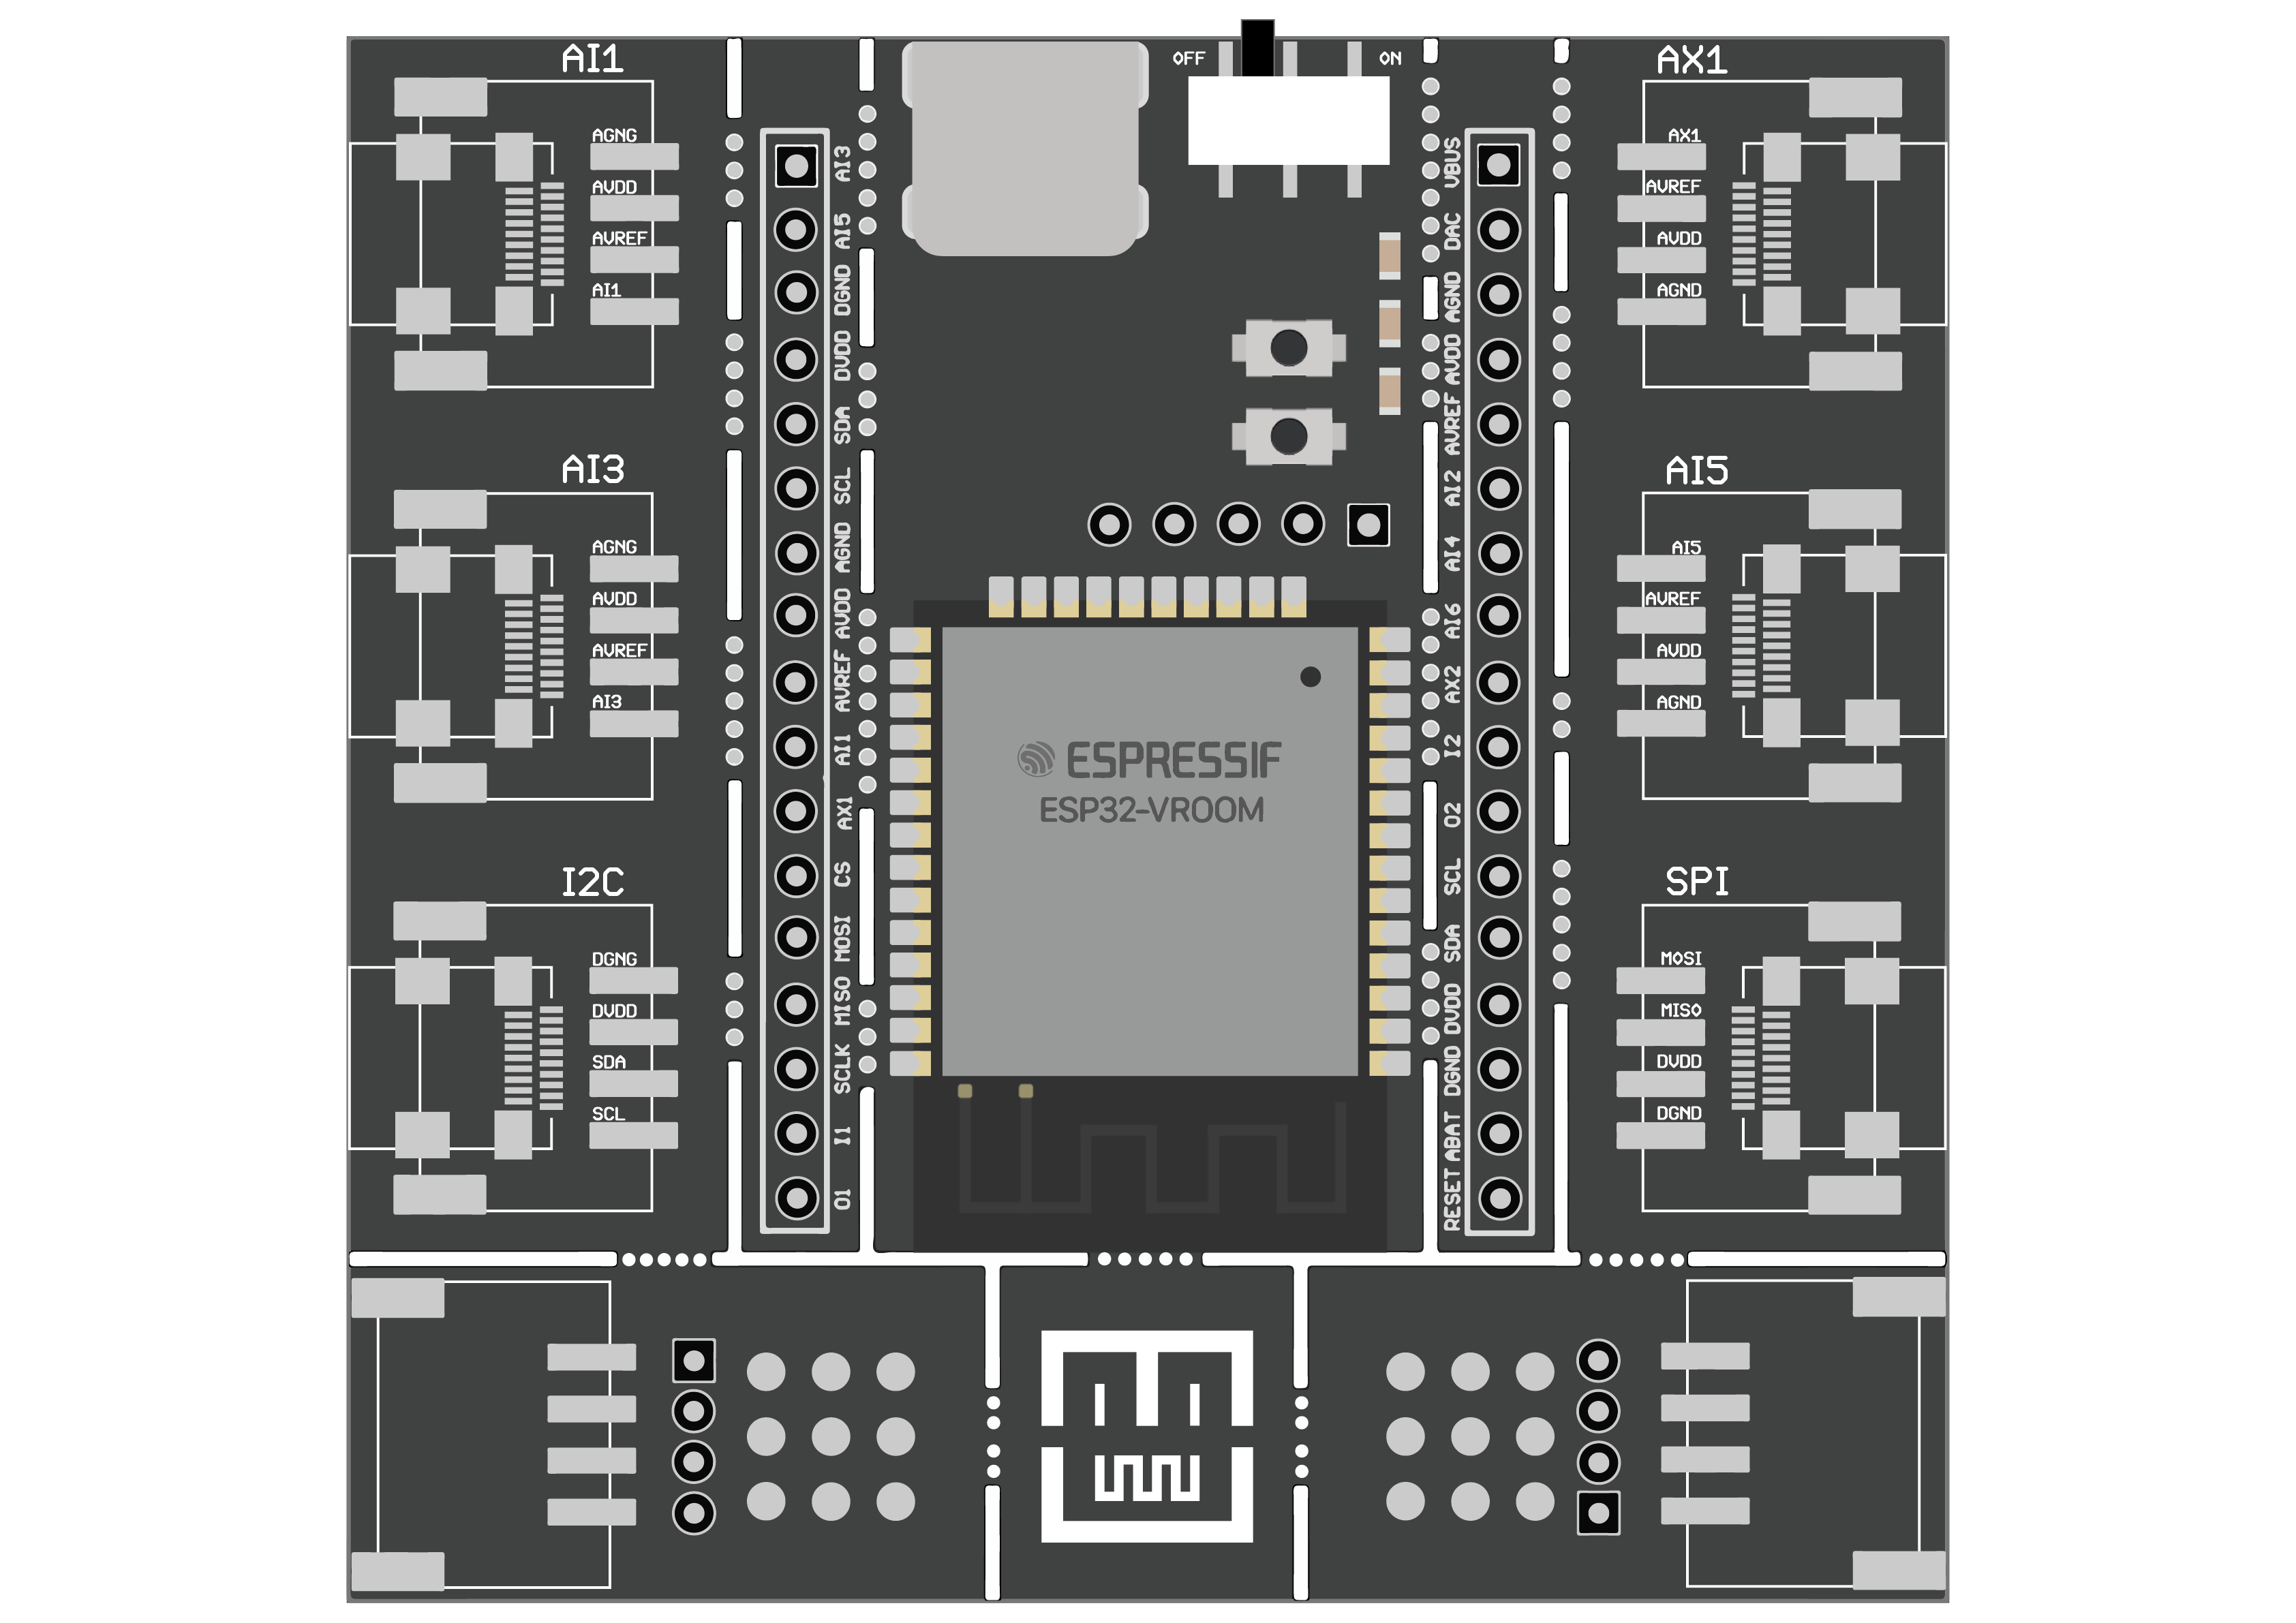 AI1
AGNG
AVDD
AVREF
AI1
AI3
AGNG
AVDD
AVREF
AI3
I2C
DGNG
DVDD
SDA
SCL
AI3
AI5
DGND
DVDD
SDA
SCL
AGND
AVDD
AVREF
AI1
AX1
CS
MOSI
MISO
SCLK
I1
O1
OFF
ON
ESPRESSIF
ESP32-VROOM
VBUS
DAC
AGND
AVDD
AVREF
AI2
AI4
AI6
AX2
I2
O2
SCL
SDA
DVDD
DGND
ABAT
RESET
AX1
AX1
AVREF
AVDD
AGND
AI5
AI5
AVREF
AVDD
AGND
SPI
MOSI
MISO
DVDD
DGND